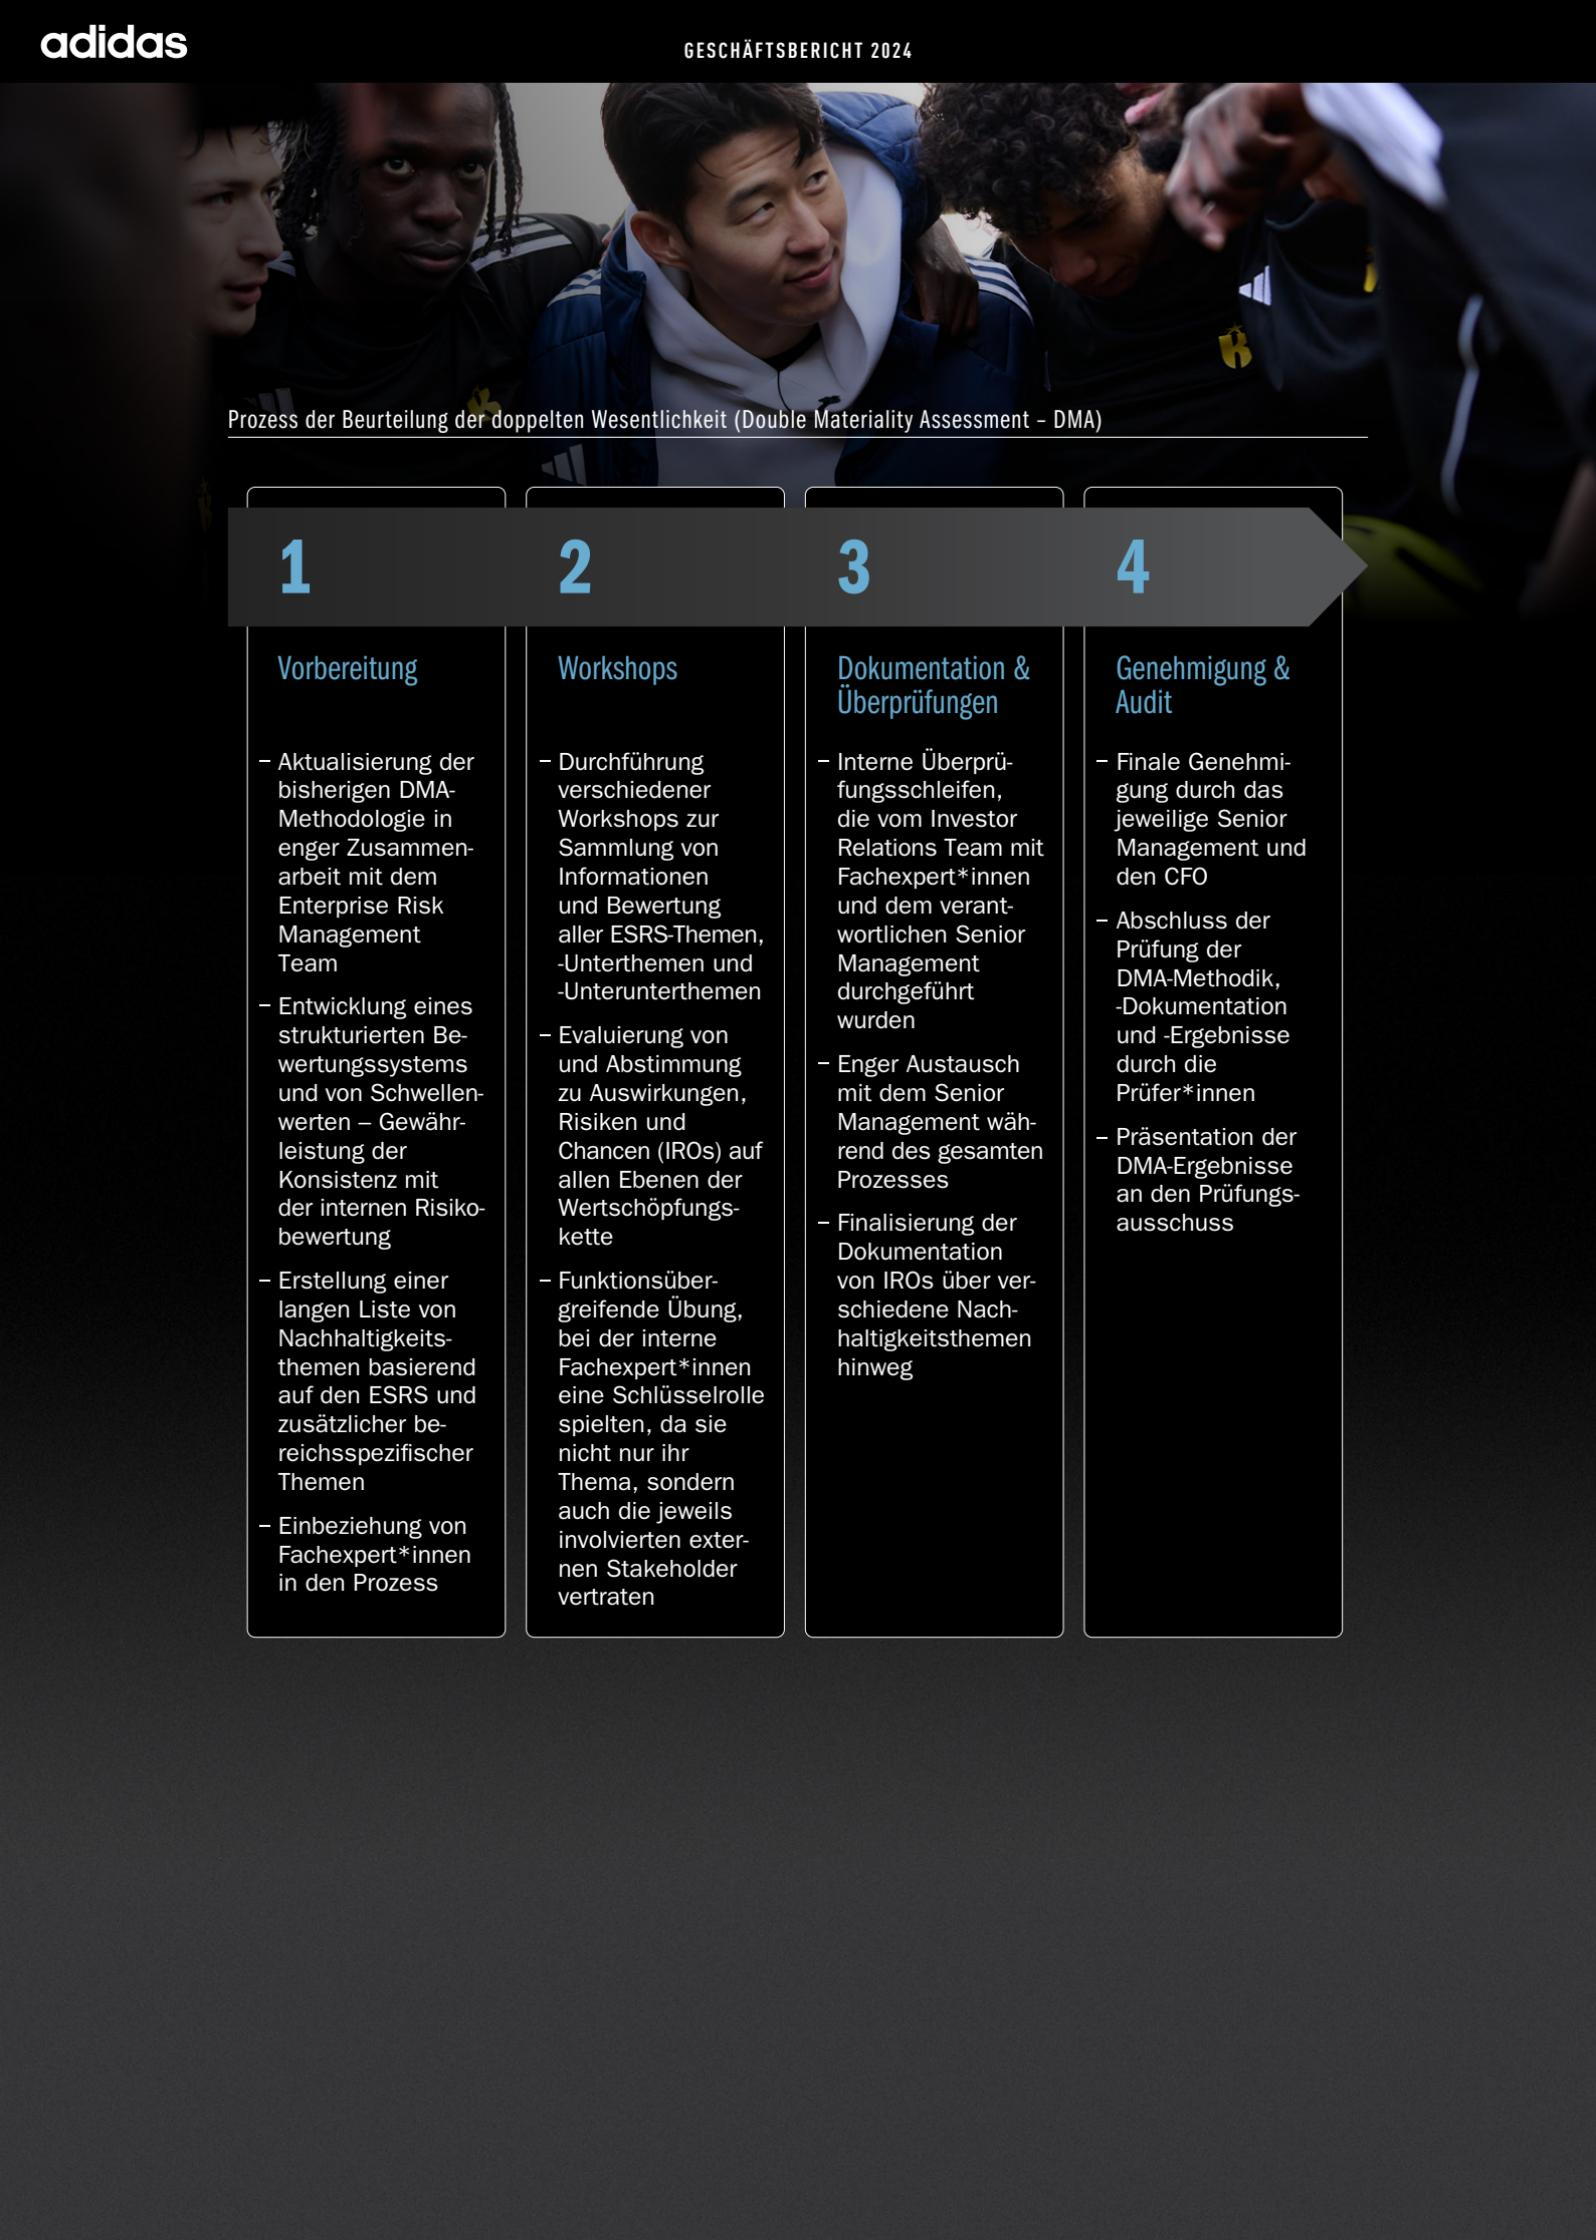 adidas
GESCHÄFTSBERICHT 2024
Prozess der Beurteilung der doppelten Wesentlichkeit (Double Materiality Assessment – DMA)
1
Vorbereitung
– Aktualisierung der
bisherigen DMA-
Methodologie in
enger Zusammen-
arbeit mit dem
Enterprise Risk
Management
Team
– Entwicklung eines
strukturierten Be-
wertungssystems
und von Schwellen-
werten – Gewähr-
leistung der
Konsistenz mit
der internen Risiko-
bewertung
– Erstellung einer
langen Liste von
Nachhaltigkeits-
themen basierend
auf den ESRS und
zusätzlicher be-
reichsspezifischer
Themen
– Einbeziehung von
Fachexpert*innen
in den Prozess
2
Workshops
– Durchführung
verschiedener
Workshops zur
Sammlung von
Informationen
und Bewertung
aller ESRS-Themen,
-Unterthemen und
-Unterunterthemen
– Evaluierung von
und Abstimmung
zu Auswirkungen,
Risiken und
Chancen (IROs) auf
allen Ebenen der
Wertschöpfungs-
kette
– Funktionsüber-
greifende Übung,
bei der interne
Fachexpert*innen
eine Schlüsselrolle
spielten, da sie
nicht nur ihr
Thema, sondern
auch die jeweils
involvierten exter-
nen Stakeholder
vertraten
3
Dokumentation &
Überprüfungen
– Interne Überprü-
fungsschleifen,
die vom Investor
Relations Team mit
Fachexpert*innen
und dem verant-
wortlichen Senior
Management
durchgeführt
wurden
– Enger Austausch
mit dem Senior
Management wäh-
rend des gesamten
Prozesses
– Finalisierung der
Dokumentation
von IROs über ver-
schiedene Nach-
haltigkeitsthemen
hinweg
4
Genehmigung &
Audit
– Finale Genehmi-
gung durch das
jeweilige Senior
Management und
den CFO
– Abschluss der
Prüfung der
DMA-Methodik,
-Dokumentation
und -Ergebnisse
durch die
Prüfer*innen
– Präsentation der
DMA-Ergebnisse
an den Prüfungs-
ausschuss